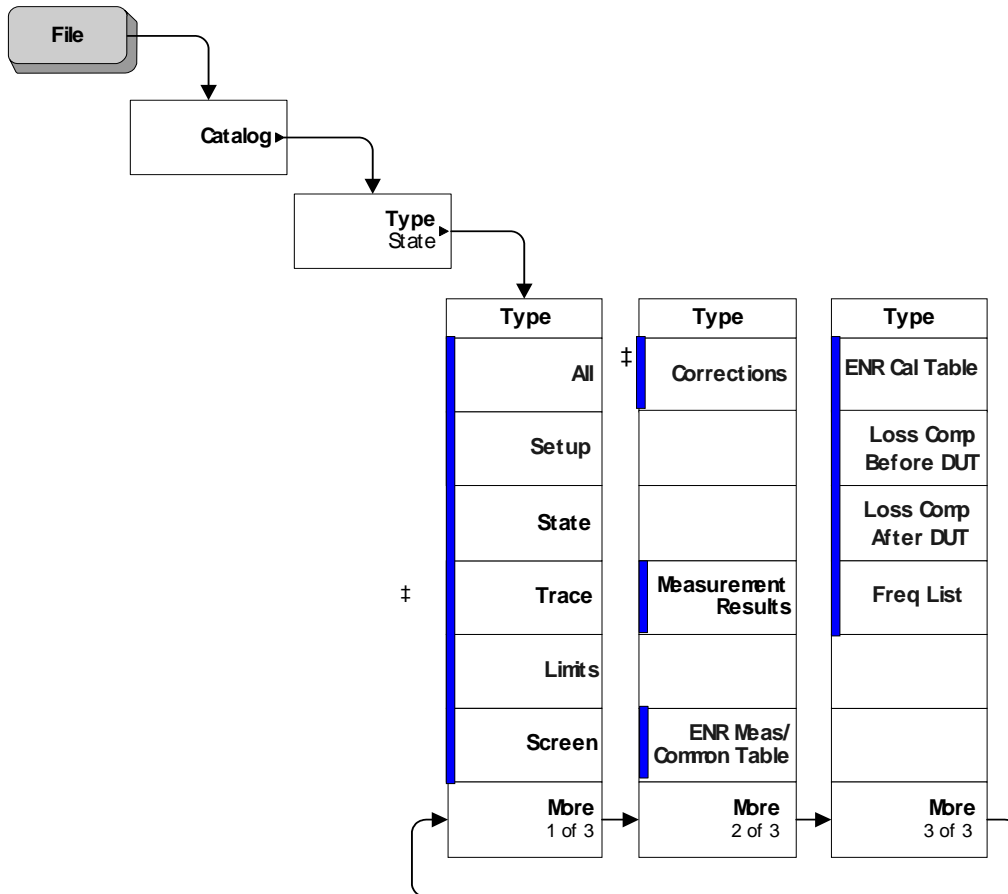 File
Catalog
Type
State
Type
All
Setup
State
‡
Trace
Limits
Screen
More
1 of 3
Type
‡
Corrections
Measurement
Results
ENR Meas/
Common Table
More
2 of 3
Type
ENR Cal Table
Loss Comp
Before DUT
Loss Comp
After DUT
Freq List
More
3 of 3